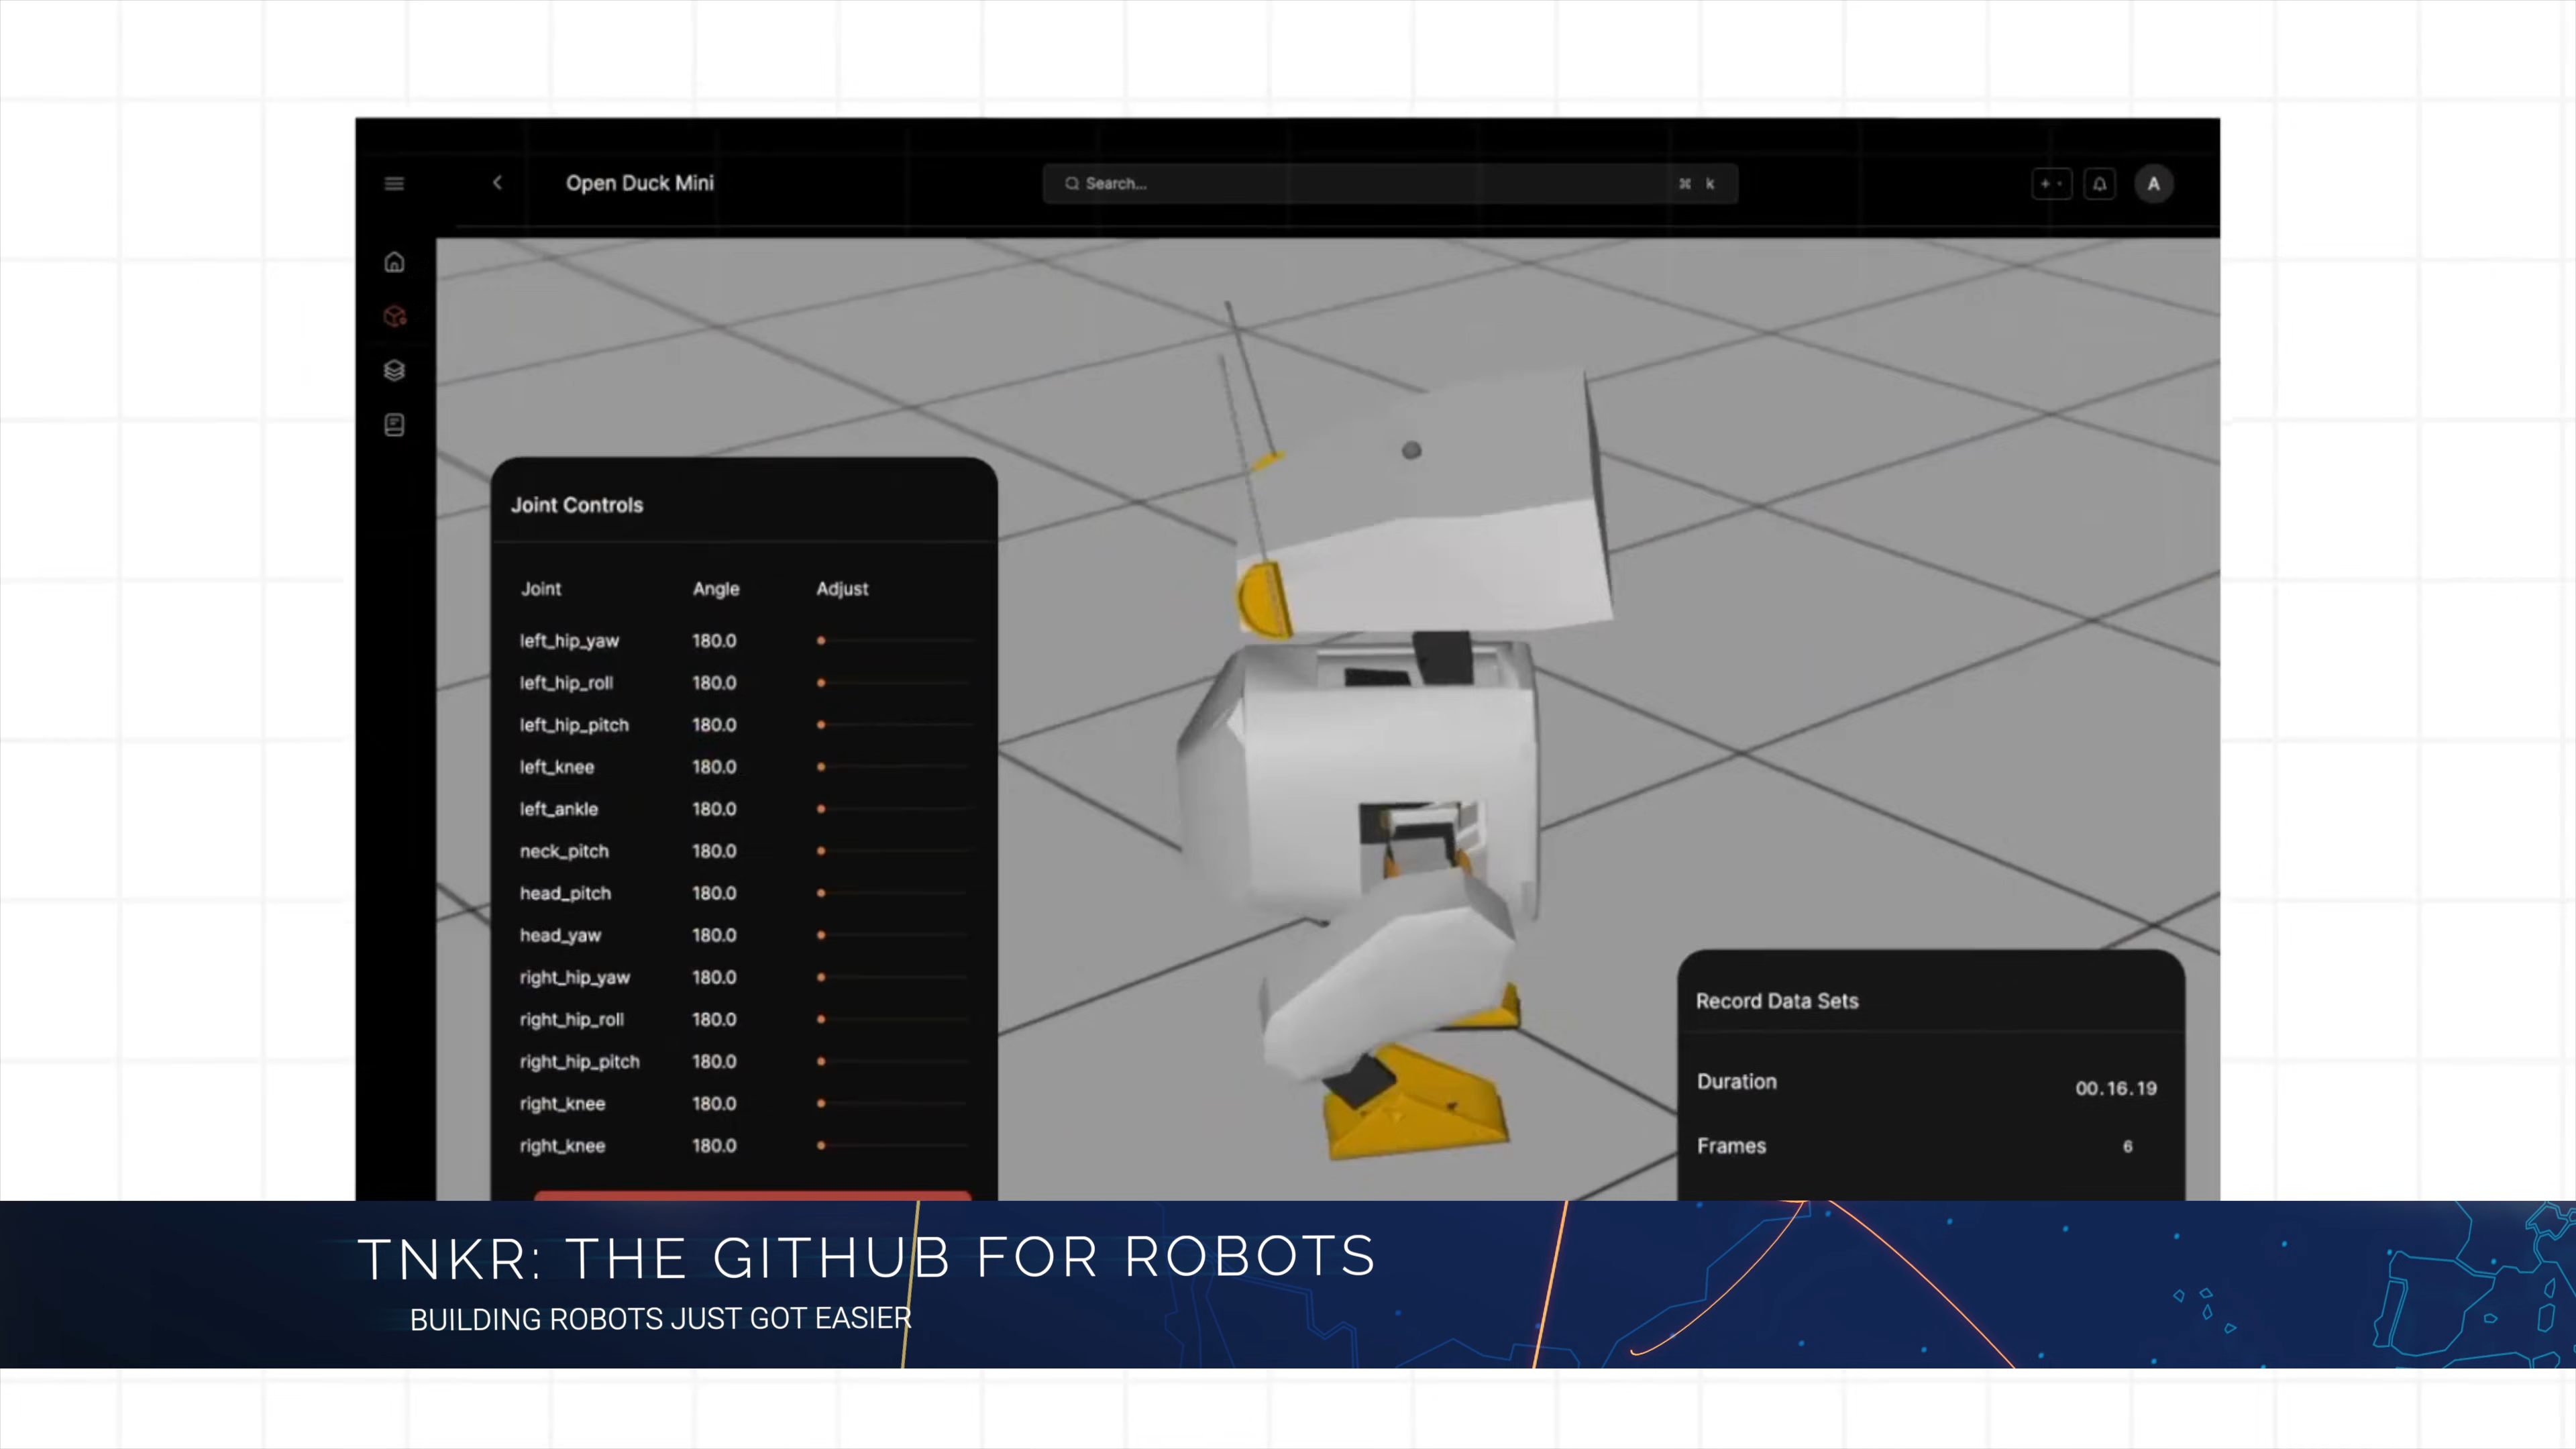 Open Duck Mini
Search...
⌘ k
A
Joint Controls
Joint Angle Adjust
left_hip_yaw 180.0
left_hip_roll 180.0
left_hip_pitch 180.0
left_knee 180.0
left_ankle 180.0
neck_pitch 180.0
head_pitch 180.0
head_yaw 180.0
right_hip_yaw 180.0
right_hip_roll 180.0
right_hip_pitch 180.0
right_knee 180.0
right_knee 180.0
Record Data Sets
Duration 00.16.19
Frames 6
TNKR: THE GITHUB FOR ROBOTS
BUILDING ROBOTS JUST GOT EASIER